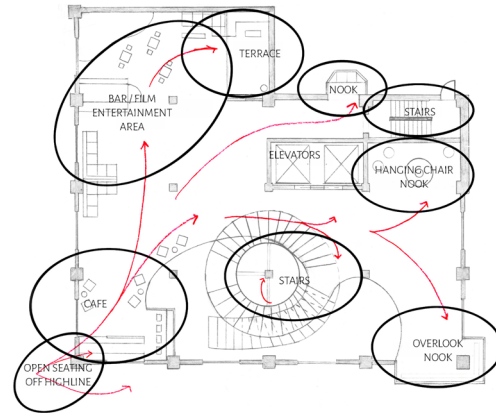 TERRACE
BAR / FILM
ENTERTAINMENT
AREA
NOOK
STAIRS
ELEVATORS
HANGING CHAIR
NOOK
STAIRS
CAFE
OVERLOOK
NOOK
OPEN SEATING
OFF HIGHLINE